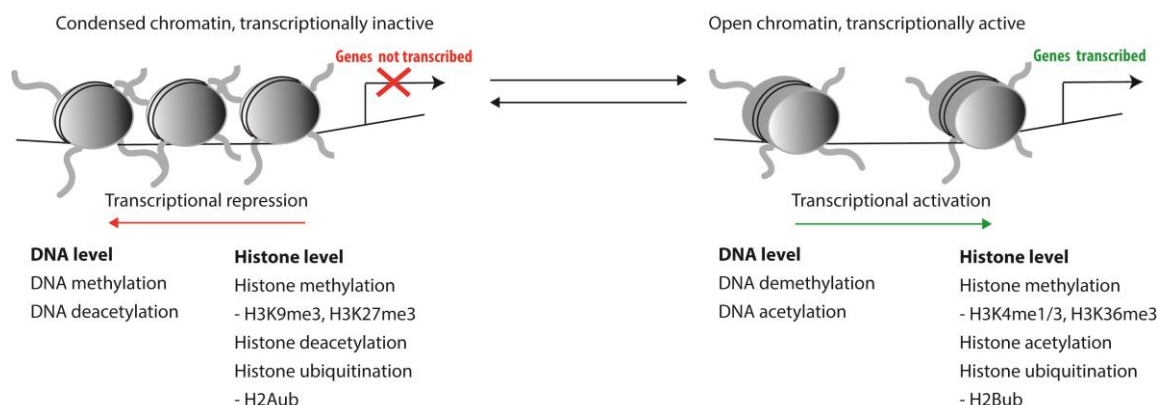 Condensed chromatin, transcriptionally inactive
Genes not transcribed
Transcriptional repression
DNA level
DNA methylation
DNA deacetylation
Histone level
Histone methylation
- H3K9me3, H3K27me3
Histone deacetylation
Histone ubiquitination
- H2Aub
Open chromatin, transcriptionally active
Genes transcribed
Transcriptional activation
DNA level
DNA demethylation
DNA acetylation
Histone level
Histone methylation
- H3K4me1/3, H3K36me3
Histone acetylation
Histone ubiquitination
- H2Bub